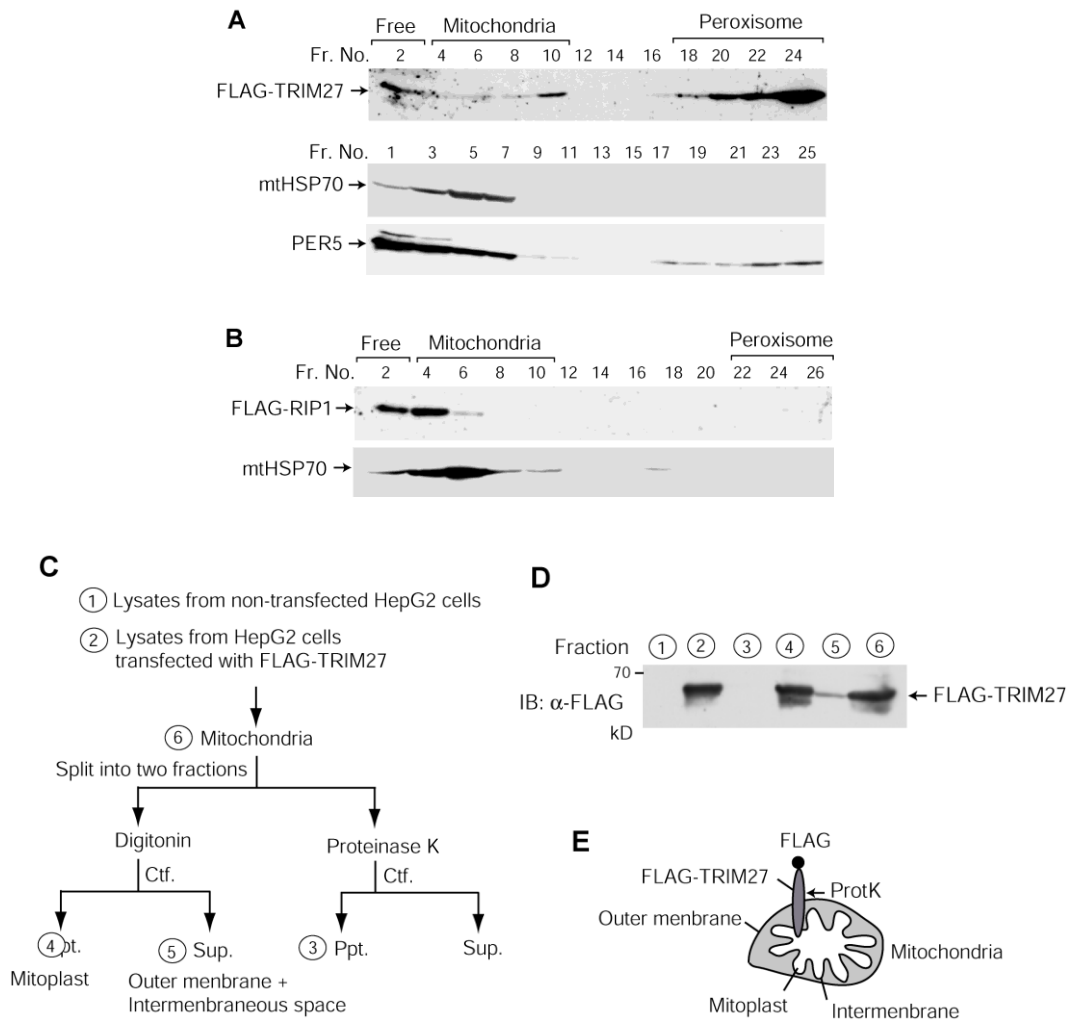 A
Free Mitochondria Peroxisome
Fr. No. 2 4 6 8 10 12 14 16 18 20 22 24
FLAG-TRIM27
Fr. No. 1 3 5 7 9 11 13 15 17 19 21 23 25
mtHSP70
PER5
B
Free Mitochondria Peroxisome
Fr. No. 2 4 6 8 10 12 14 16 18 20 22 24 26
FLAG-RIP1
mtHSP70
C
1 Lysates from non-transfected HepG2 cells
2 Lysates from HepG2 cells
transfected with FLAG-TRIM27
6 Mitochondria
Split into two fractions
Digitonin Proteinase K
Ctf. Ctf.
4 pt. 5 Sup. 3 Ppt. Sup.
Mitoplast Outer menbrane +
Intermenbraneous space
D
Fraction 1 2 3 4 5 6
70
IB: α-FLAG FLAG-TRIM27
kD
E
FLAG
FLAG-TRIM27 ProtK
Outer menbrane
Mitochondria
Mitoplast Intermenbrane